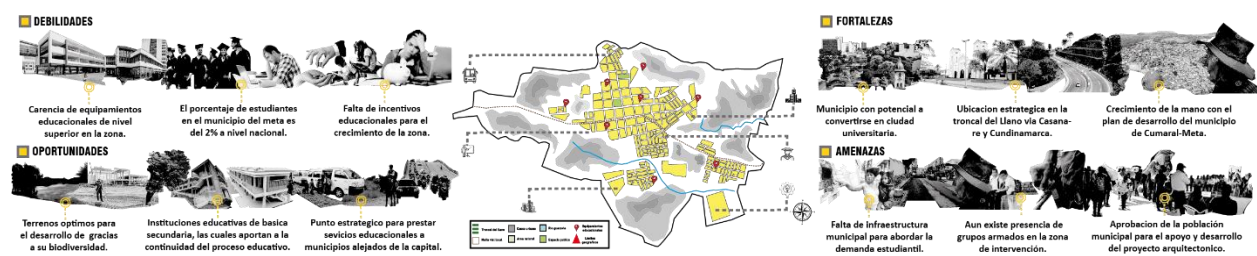 DEBILIDADES
Carencia de equipamientos
educacionales de nivel
superior en la zona.
El porcentaje de estudiantes
en el municipio del meta es
del 2% a nivel nacional.
Falta de incentivos
educacionales para el
crecimiento de la zona.
OPORTUNIDADES
Terrenos optimos para
el desarrollo de gracias
a su biodiversidad.
Instituciones educativas de basica
secundaria, las cuales aportan a la
continuidad del proceso educativo.
Punto estrategico para prestar
sevicios educacionales a
municipios alejados de la capital.
FORTALEZAS
Municipio con potencial a
convertirse en ciudad
universitaria.
Ubicacion estrategica en la
troncal del Llano via Casana-
re y Cundinamarca.
Crecimiento de la mano con el
plan de desarrollo del municipio
de Cumaral-Meta.
AMENAZAS
Falta de infraestructura
municipal para abordar la
demanda estudiantil.
Aun existe presencia de
grupos armados en la zona
de intervención.
Aprobacion de la población
municipal para el apoyo y desarrollo
del proyecto arquitectonico.